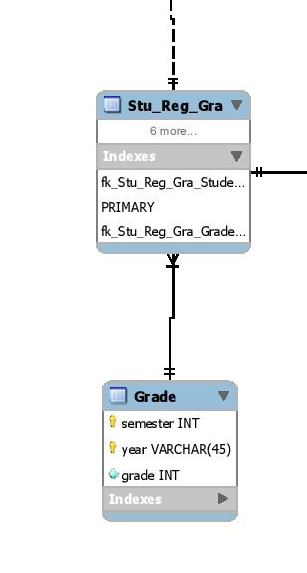 Stu_Reg_Gra
6 more...
Indexes
fk_Stu_Reg_Gra_Stude...
PRIMARY
fk_Stu_Reg_Gra_Grade...
Grade
semester INT
year VARCHAR(45)
grade INT
Indexes